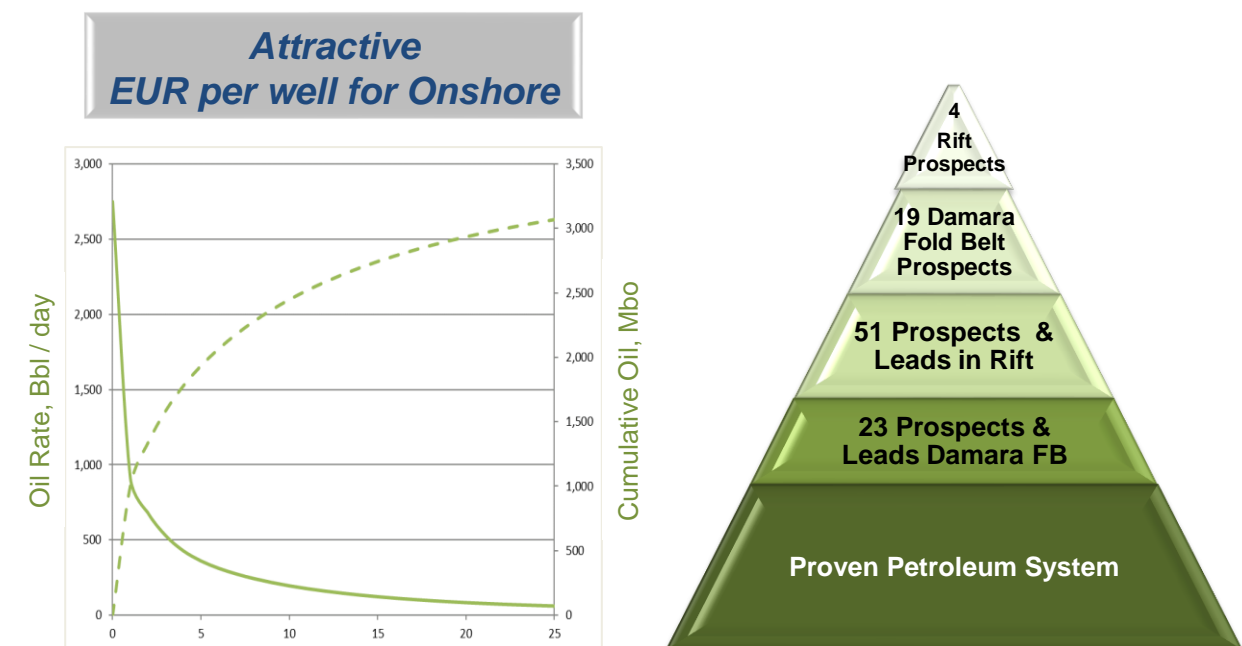 Attractive
EUR per well for Onshore
Oil Rate, Bbl / day
3,000
2,500
2,000
1,500
1,000
500
0
3,500
3,000
2,500
2,000
1,500
1,000
500
0
0 5 10 15 20 25
Cumulative Oil, Mbo
4
Rift
Prospects
19 Damara
Fold Belt
Prospects
51 Prospects &
Leads in Rift
23 Prospects &
Leads Damara FB
Proven Petroleum System